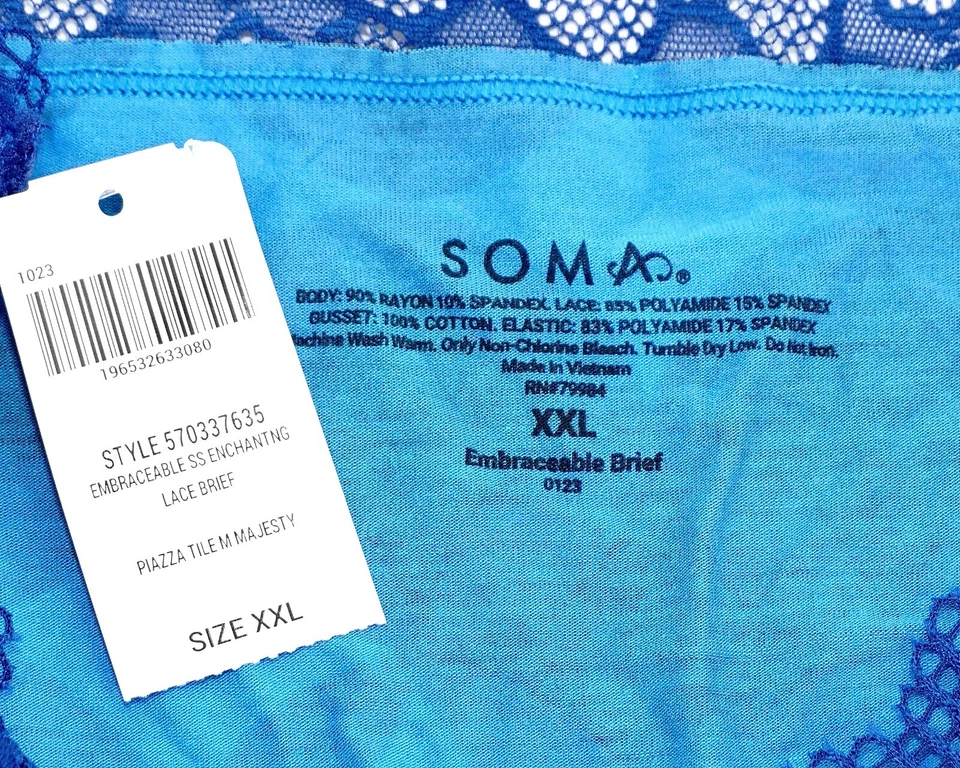 1023
196532633080
STYLE 570337635
EMBRACEABLE SS ENCHANTNG
LACE BRIEF
PIAZZA TILE M MAJESTY
SIZE XXL
SOMA®
BODY: 90% RAYON 10% SPANDEX. LACE: 85% POLYAMIDE 15% SPANDEX
GUSSET: 100% COTTON. ELASTIC: 83% POLYAMIDE 17% SPANDEX
achine Wash Warm. Only Non-Chlorine Bleach. Tumble Dry Low. Do Not Iron.
Made in Vietnam
RN#79984
XXL
Embraceable Brief
0123